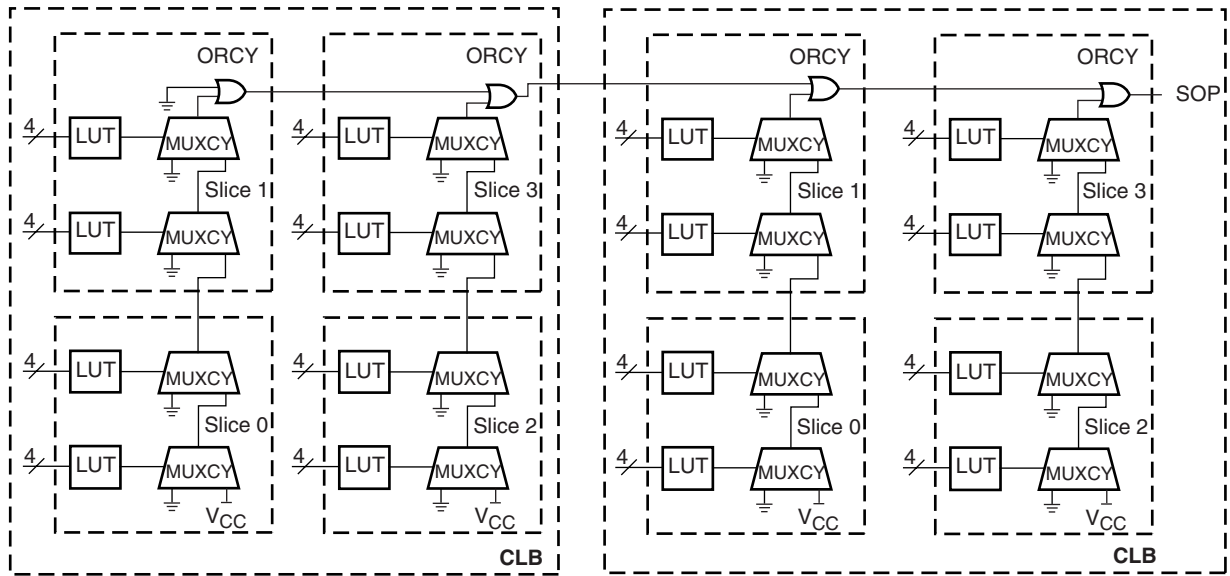 ORCY ORCY ORCY ORCY
SOP
4 LUT MUXCY 4 LUT MUXCY 4 LUT MUXCY 4 LUT MUXCY
Slice 1 Slice 3 Slice 1 Slice 3
4 LUT MUXCY 4 LUT MUXCY 4 LUT MUXCY 4 LUT MUXCY
4 LUT MUXCY 4 LUT MUXCY 4 LUT MUXCY 4 LUT MUXCY
Slice 0 Slice 2 Slice 0 Slice 2
4 LUT MUXCY 4 LUT MUXCY 4 LUT MUXCY 4 LUT MUXCY
VCC VCC VCC VCC
CLB CLB